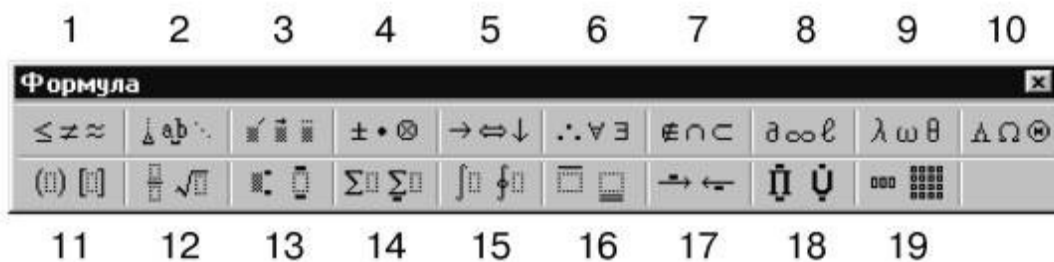 1 2 3 4 5 6 7 8 9 10
Формула
≤ ≠ ≈ ab ⋱ ± • ⊗ → ⇔ ↓ ∴ ∀ ∃ ∉ ∩ ⊂ ∂ ∞ ℓ λ ω θ Λ Ω Θ
(▯) [▯] √▯ Σ▯ Σ▯ ∫▯ ∮▯ → ← Π Ụ
11 12 13 14 15 16 17 18 19